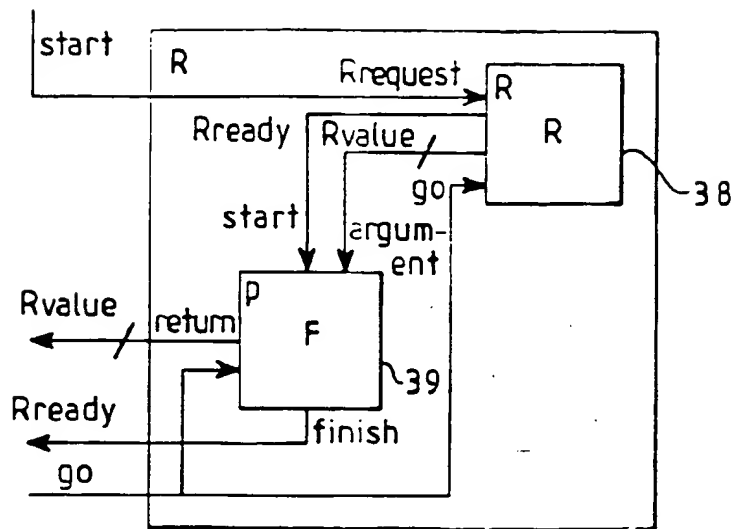 start
R
Rrequest
R
R
Rready
Rvalue
go
38
start
argum-
ent
P
F
Rvalue
return
39
Rready
finish
go